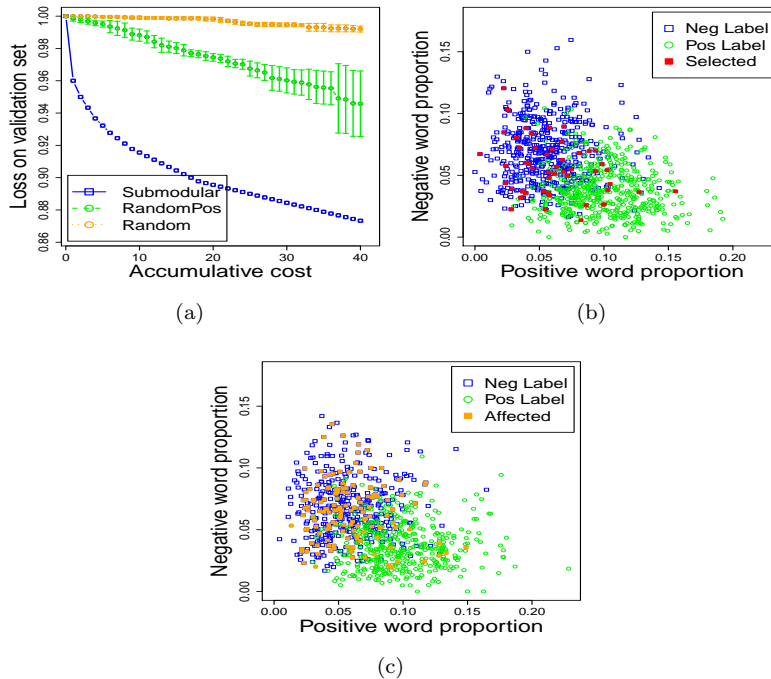 Loss on validation set
1.00
0.96
0.94
0.90
0.88
0.86
Submodular
RandomPos
Random
0
10
20
30
40
Accumulative cost
(a)
Negative word proportion
0.15
0.10
0.05
0.00
Neg Label
Pos Label
Selected
0.00
0.05
0.10
0.15
0.20
Positive word proportion
(b)
Negative word proportion
0.15
0.10
0.05
0.00
Neg Label
Pos Label
Affected
0.00
0.05
0.10
0.15
0.20
Positive word proportion
(c)